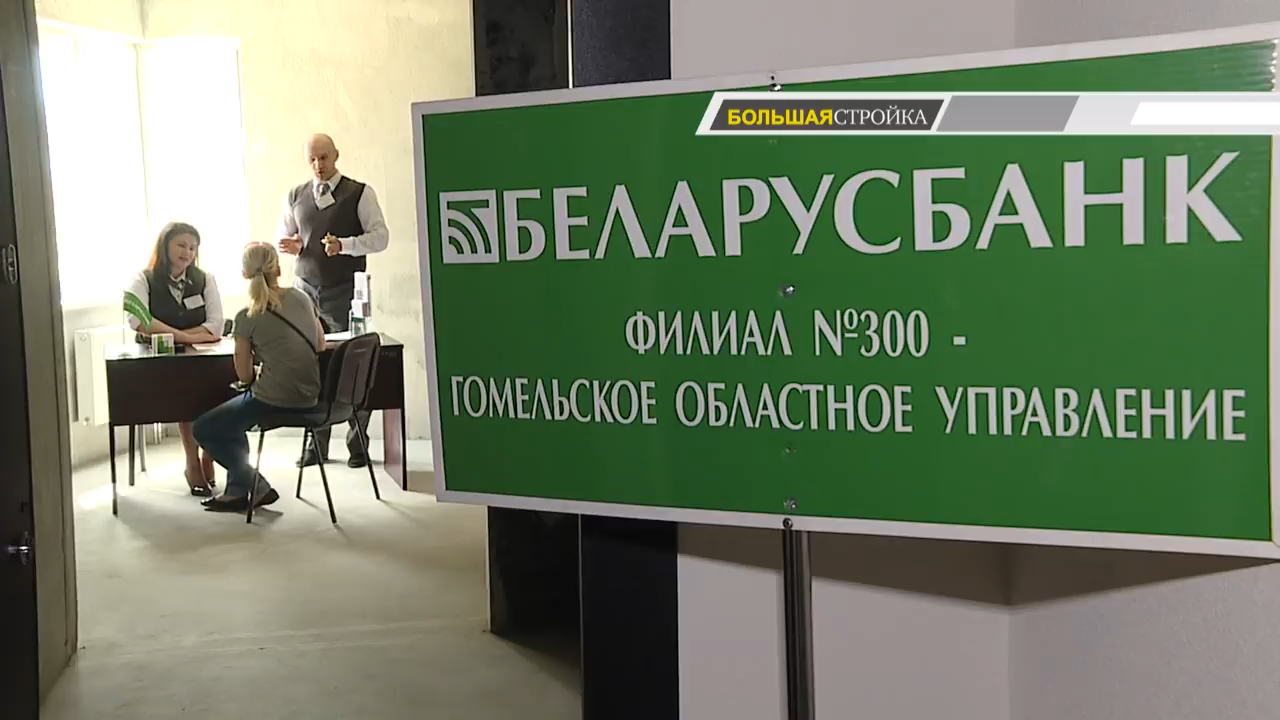 БОЛЬШАЯСТРОЙКА
БЕЛАРУСБАНК
ФИЛИАЛ №300 -
ГОМЕЛЬСКОЕ ОБЛАСТНОЕ УПРАВЛЕНИЕ